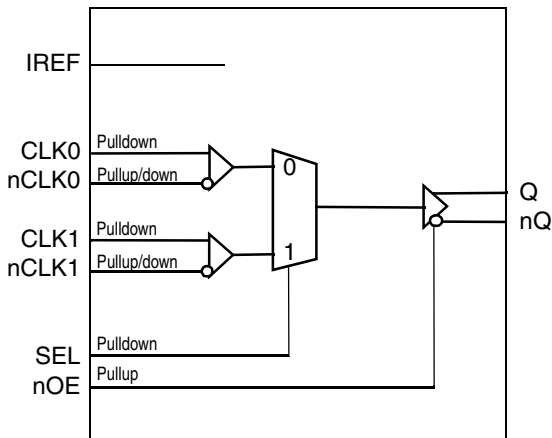 IREF
CLK0 Pulldown
nCLK0 Pullup/down
0
Q
nQ
CLK1 Pulldown
nCLK1 Pullup/down
1
SEL Pulldown
nOE Pullup